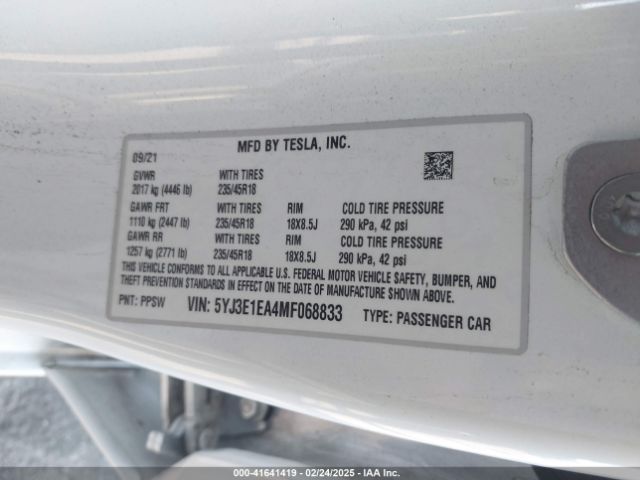 MFD BY TESLA, INC.
09/21
GVWR WITH TIRES
2017 kg (4446 lb) 235/45R18
GAWR FRT WITH TIRES RIM COLD TIRE PRESSURE
1110 kg (2447 lb) 235/45R18 18X8.5J 290 kPa, 42 psi
GAWR RR WITH TIRES RIM COLD TIRE PRESSURE
1257 kg (2771 lb) 235/45R18 18X8.5J 290 kPa, 42 psi
THIS VEHICLE CONFORMS TO ALL APPLICABLE U.S. FEDERAL MOTOR VEHICLE SAFETY, BUMPER, AND
THEFT PREVENTION STANDARDS IN EFFECT ON THE DATE OF MANUFACTURE SHOWN ABOVE.
PNT: PPSW VIN: 5YJ3E1EA4MF068833 TYPE: PASSENGER CAR
000-41641419 - 02/24/2025 - IAA Inc.